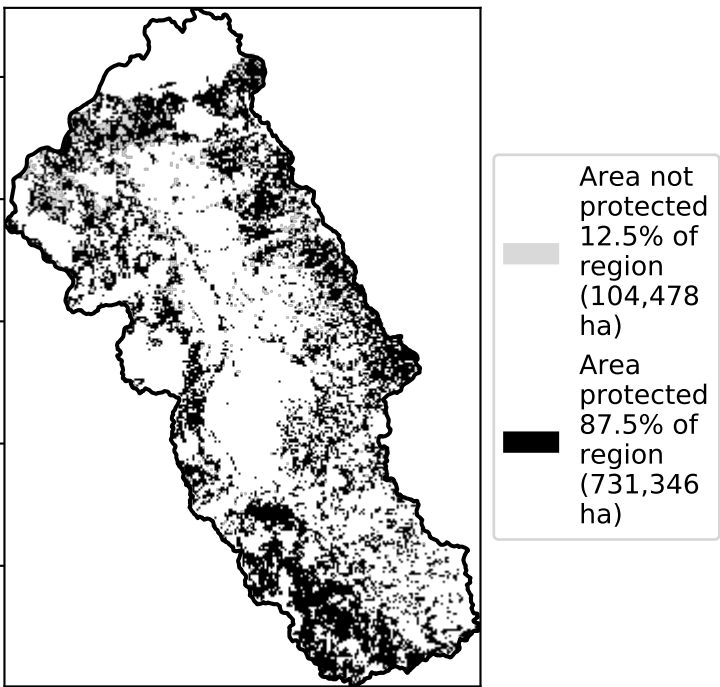 Area not
protected
12.5% of
region
(104,478
ha)
Area
protected
87.5% of
region
(731,346
ha)